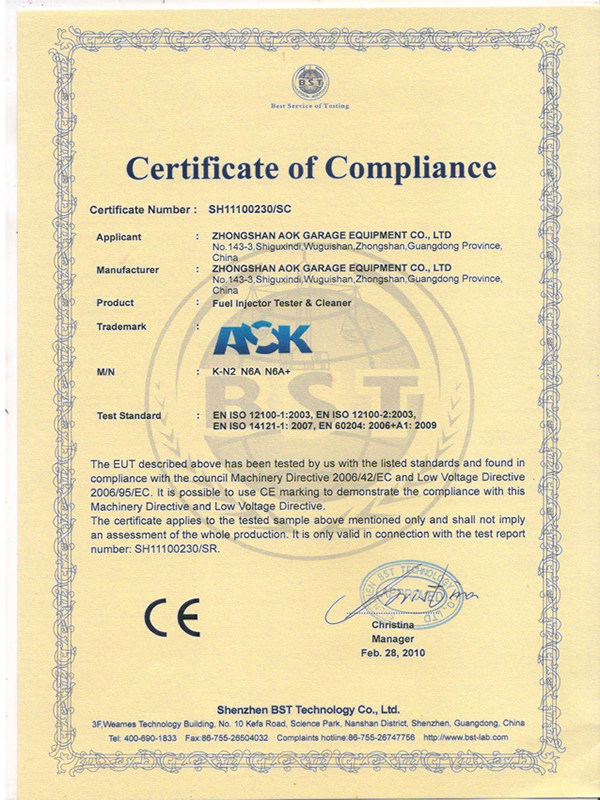 BST
Best Service of Testing
Certificate of Compliance
Certificate Number : SH11100230/SC
Applicant : ZHONGSHAN AOK GARAGE EQUIPMENT CO., LTD
No.143-3,Shiguxindi,Wuguishan,Zhongshan,Guangdong Province,
China
Manufacturer : ZHONGSHAN AOK GARAGE EQUIPMENT CO., LTD
No.143-3,Shiguxindi,Wuguishan,Zhongshan,Guangdong Province,
China
Product : Fuel Injector Tester & Cleaner
Trademark : AOK
M/N : K-N2 N6A N6A+
BST
Test Standard : EN ISO 12100-1:2003, EN ISO 12100-2:2003,
EN ISO 14121-1: 2007, EN 60204: 2006+A1: 2009
The EUT described above has been tested by us with the listed standards and found in
compliance with the council Machinery Directive 2006/42/EC and Low Voltage Directive
2006/95/EC. It is possible to use CE marking to demonstrate the compliance with this
Machinery Directive and Low Voltage Directive.
The certificate applies to the tested sample above mentioned only and shall not imply
an assessment of the whole production. It is only valid in connection with the test report
number: SH11100230/SR.
CE
BST TECHNOLOGY CO., LTD
Christina
Manager
Feb. 28, 2010
Shenzhen BST Technology Co., Ltd.
3F,Weames Technology Building, No. 10 Kefa Road, Science Park, Nanshan District, Shenzhen, Guangdong, China
Tel: 400-690-1833 Fax:86-755-26504032 Complaints hotline:86-755-26747756 http://www.bst-lab.com